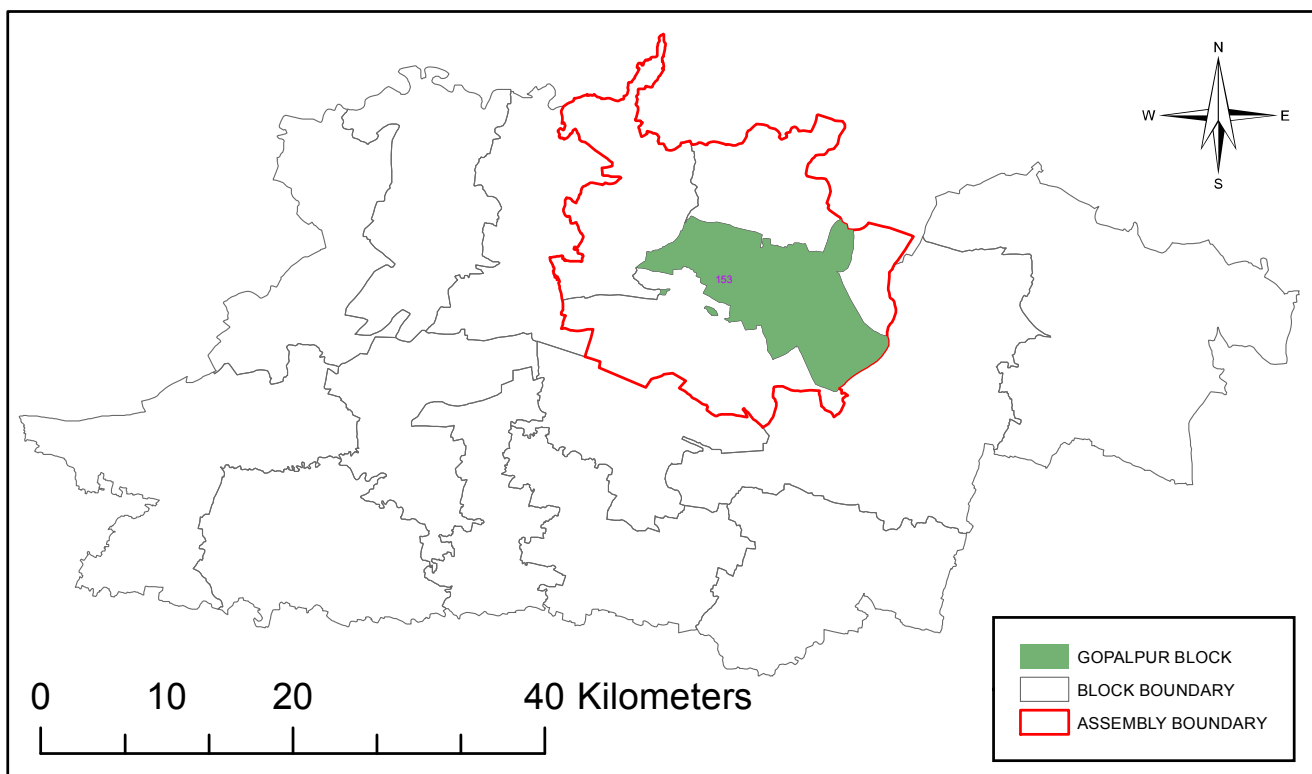 N
W E
S
153
GOPALPUR BLOCK
BLOCK BOUNDARY
ASSEMBLY BOUNDARY
0 10 20 40 Kilometers